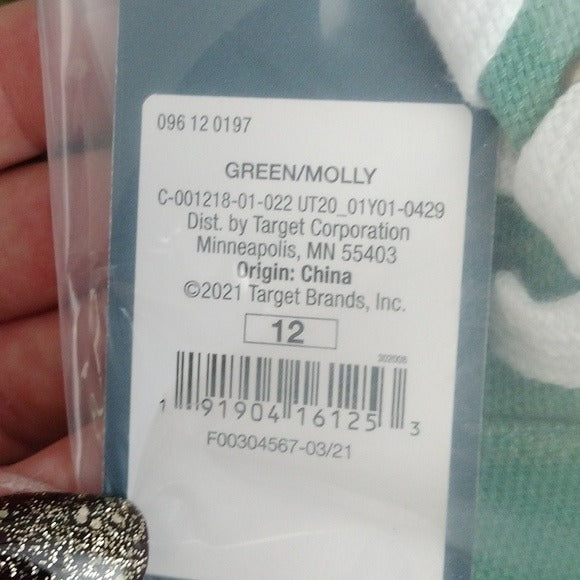 096 12 0197
GREEN/MOLLY
C-001218-01-022 UT20_01Y01-0429
Dist. by Target Corporation
Minneapolis, MN 55403
Origin: China
©2021 Target Brands, Inc.
12
202008
1 91904 16125 3
F00304567-03/21